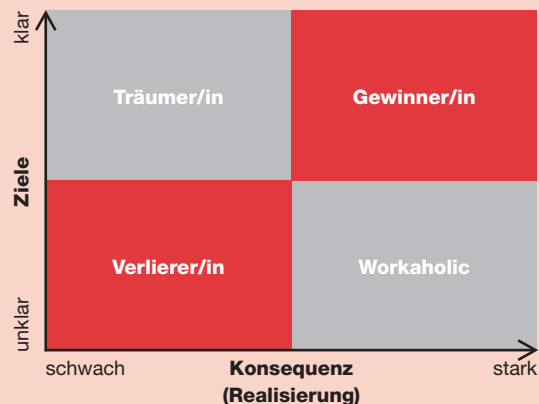 klar
Träumer/in
Gewinner/in
Ziele
Verlierer/in
Workaholic
unklar
schwach
Konsequenz
(Realisierung)
stark